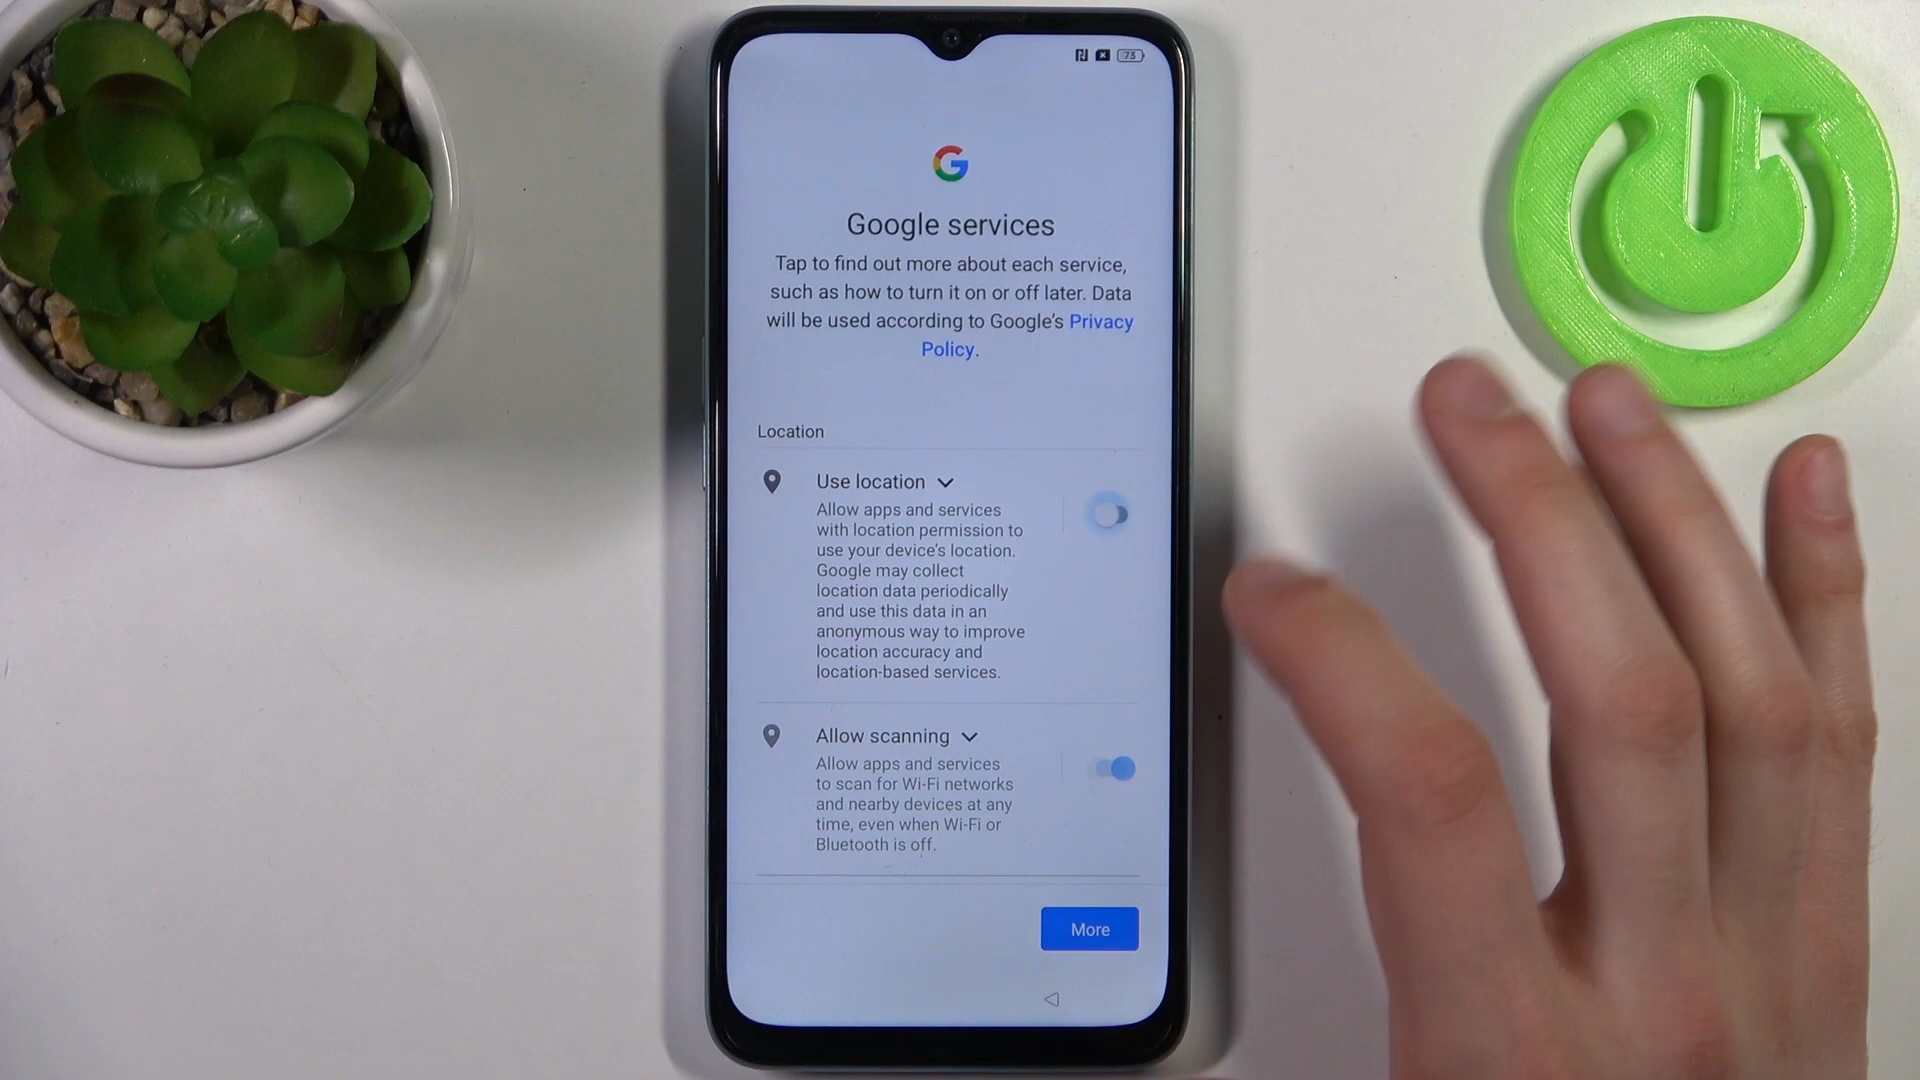 75
Google services
Tap to find out more about each service,
such as how to turn it on or off later. Data
will be used according to Google's Privacy
Policy.
Location
Use location
Allow apps and services
with location permission to
use your device's location.
Google may collect
location data periodically
and use this data in an
anonymous way to improve
location accuracy and
location-based services.
Allow scanning
Allow apps and services
to scan for Wi-Fi networks
and nearby devices at any
time, even when Wi-Fi or
Bluetooth is off.
More